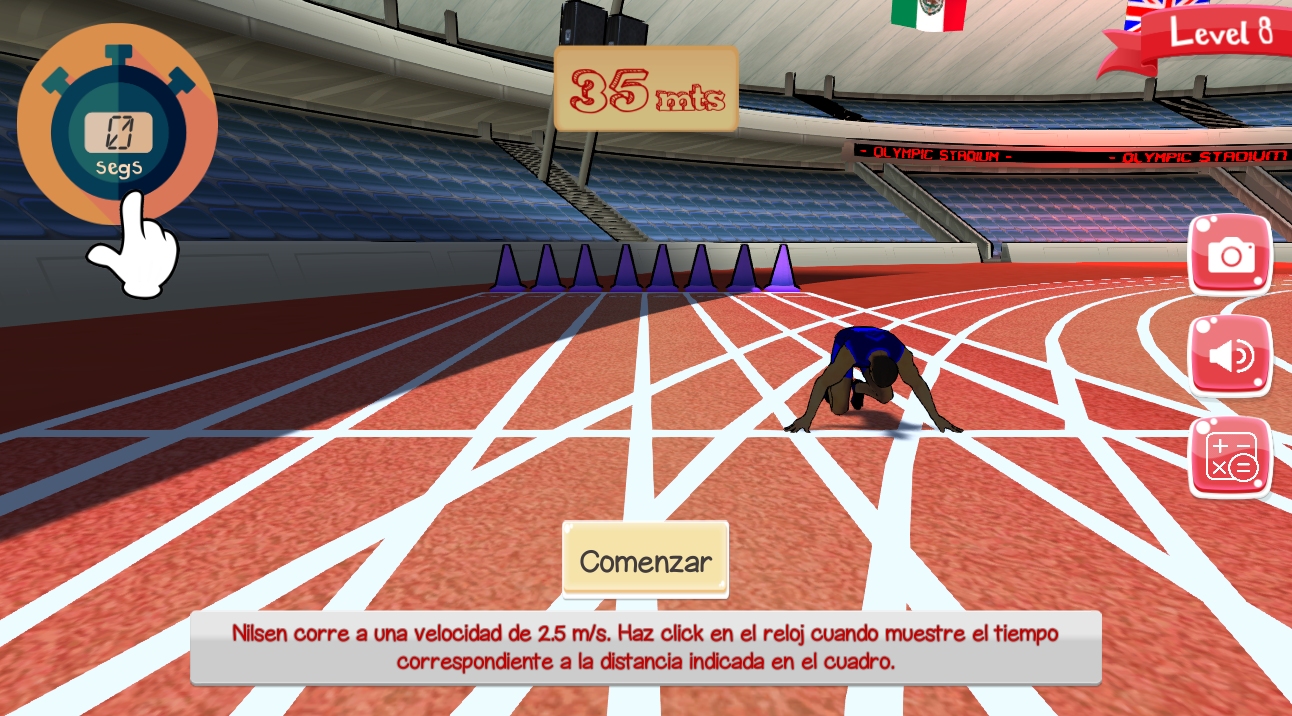 Level 8
35 mts
0
segs
- OLYMPIC STADIUM -
- OLYMPIC STADIUM
Comenzar
Nilsen corre a una velocidad de 2.5 m/s. Haz click en el reloj cuando muestre el tiempo
correspondiente a la distancia indicada en el cuadro.